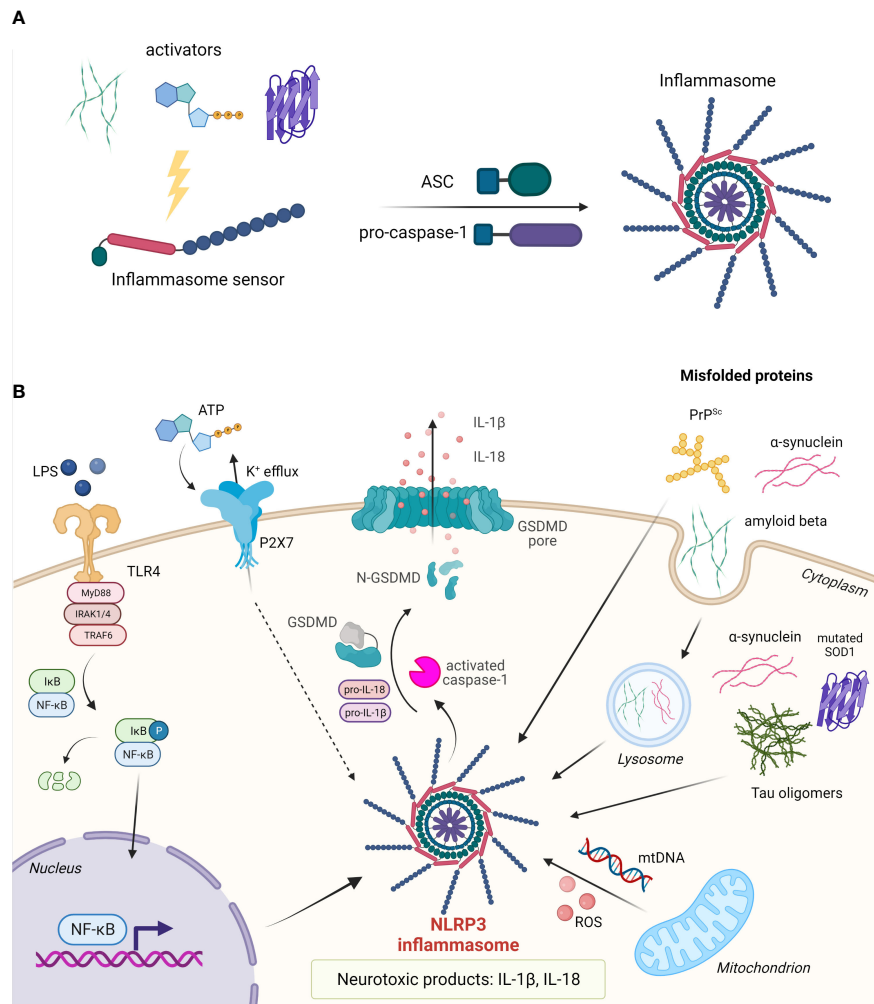 A
activators
P P P
Inflammasome sensor
ASC
pro-caspase-1
Inflammasome
B
Misfolded proteins
PrPSc
α-synuclein
amyloid beta
Cytoplasm
ATP
P P P
K+ efflux
P2X7
LPS
TLR4
MyD88
IRAK1/4
TRAF6
IκB
NF-κB
IκB P
NF-κB
IL-1β
IL-18
GSDMD
pore
N-GSDMD
GSDMD
pro-IL-18
pro-IL-1β
activated
caspase-1
α-synuclein
mutated
SOD1
Lysosome
Tau oligomers
mtDNA
ROS
Mitochondrion
Nucleus
NF-κB
NLRP3
inflammasome
Neurotoxic products: IL-1β, IL-18